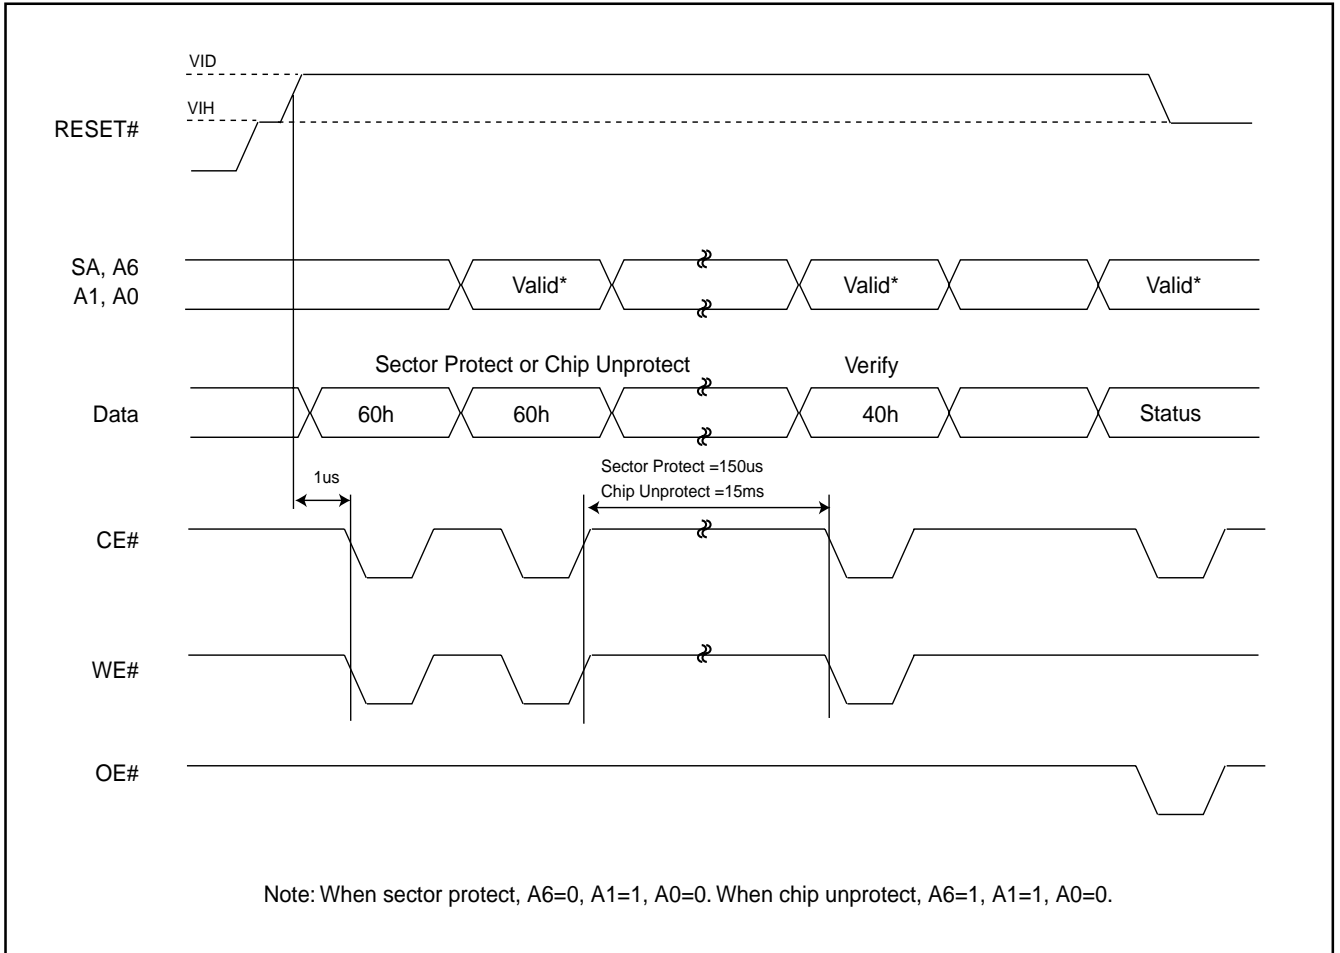 VID
VIH
RESET#
SA, A6
A1, A0
Valid*
Valid*
Valid*
Sector Protect or Chip Unprotect
Verify
Data
60h
60h
40h
Status
1us
Sector Protect =150us
Chip Unprotect =15ms
CE#
WE#
OE#
Note: When sector protect, A6=0, A1=1, A0=0. When chip unprotect, A6=1, A1=1, A0=0.